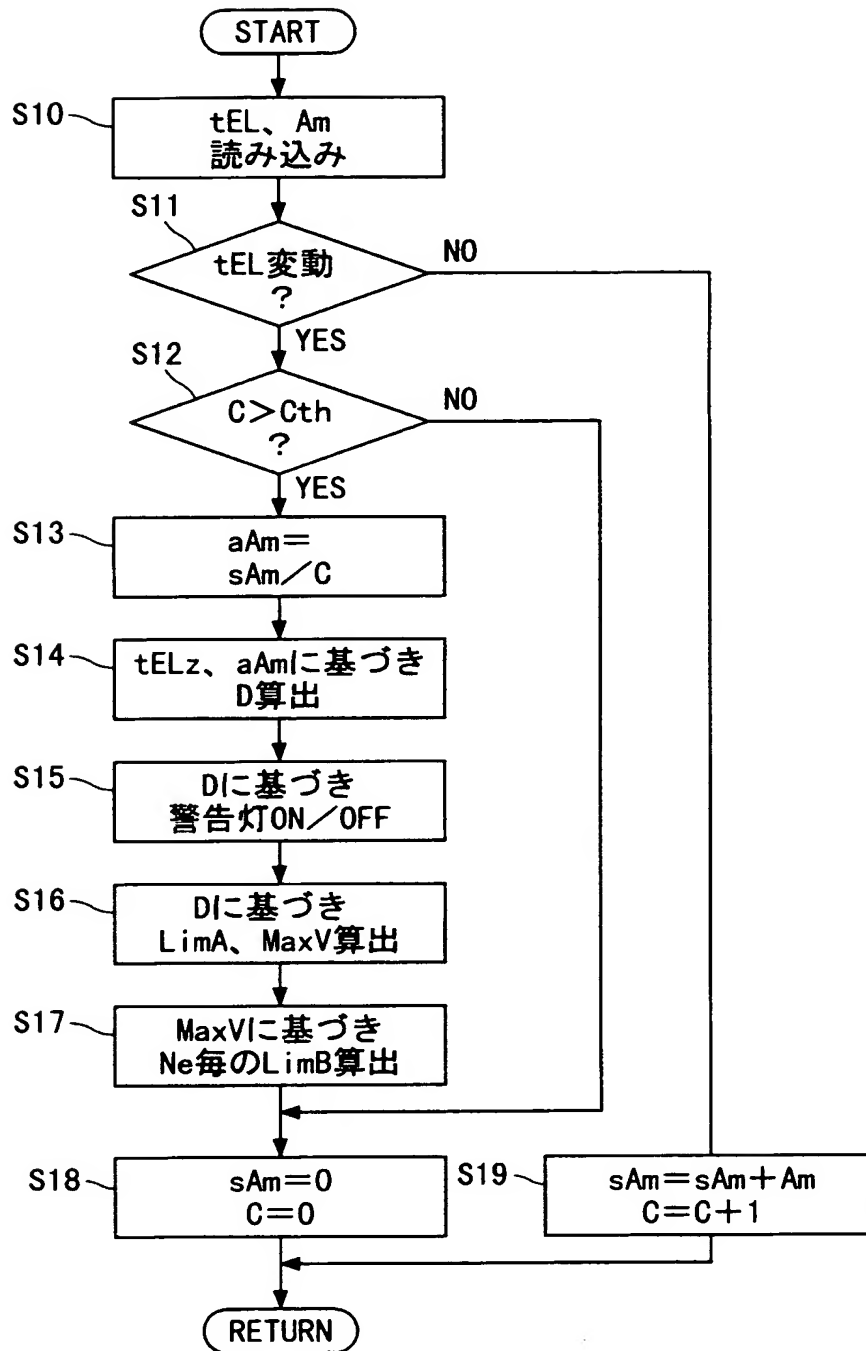 START
S10
tEL、Am
読み込み
S11
tEL変動
?
NO
YES
S12
C>Cth
?
NO
YES
S13
aAm=
sAm/C
S14
tELz、aAmに基づき
D算出
S15
Dに基づき
警告灯ON/OFF
S16
Dに基づき
LimA、MaxV算出
S17
MaxVに基づき
Ne毎のLimB算出
S18
sAm=0
C=0
S19
sAm=sAm+Am
C=C+1
RETURN